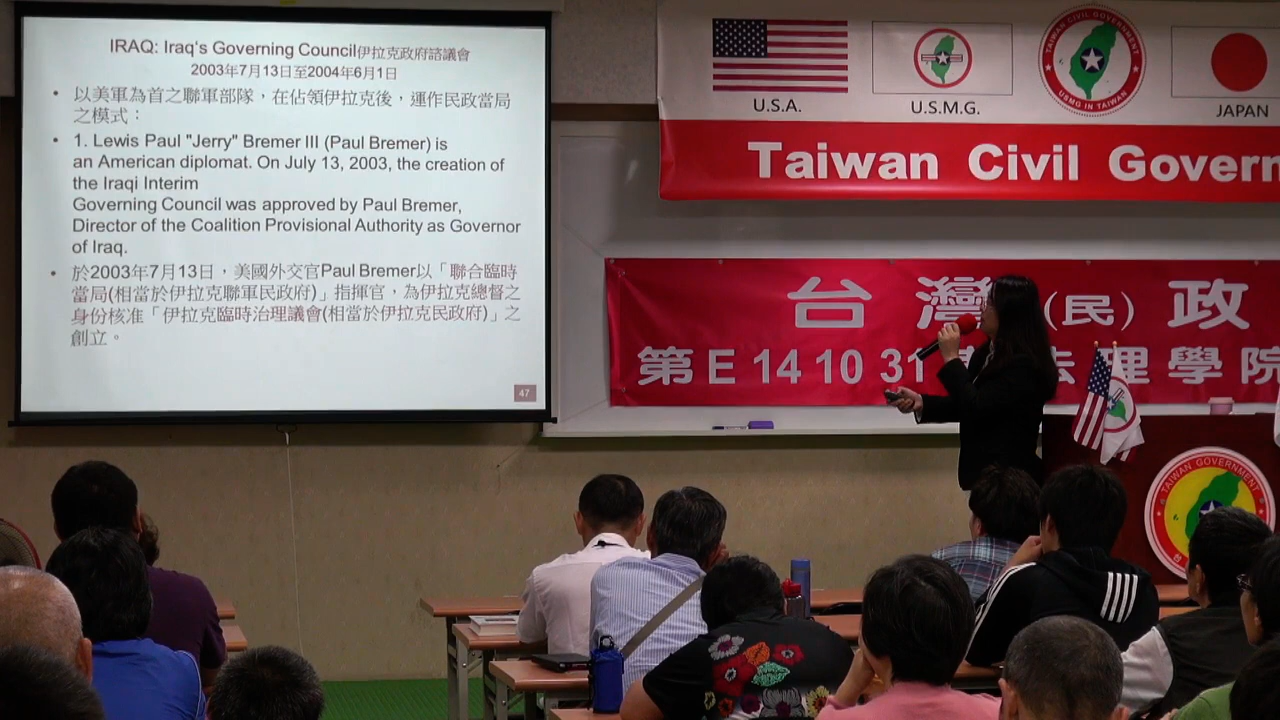 IRAQ: Iraq's Governing Council伊拉克政府諮議會
2003年7月13日至2004年6月1日
• 以美軍為首之聯軍部隊，在佔領伊拉克後，運作民政當局
之模式：
• 1. Lewis Paul "Jerry" Bremer III (Paul Bremer) is
an American diplomat. On July 13, 2003, the creation of
the Iraqi Interim
Governing Council was approved by Paul Bremer,
Director of the Coalition Provisional Authority as Governor
of Iraq.
• 於2003年7月13日，美國外交官Paul Bremer以「聯合臨時
當局(相當於伊拉克聯軍民政府)」指揮官，為伊拉克總督之
身份核准「伊拉克臨時治理議會(相當於伊拉克民政府)」之
創立。
47
U.S.A.
U.S.M.G.
TAIWAN CIVIL GOVERNMENT
USMG IN TAIWAN
JAPAN
Taiwan Civil Govern
台灣(民)政
第E 14 10 31 法理學院
TAIWAN GOVERNMENT